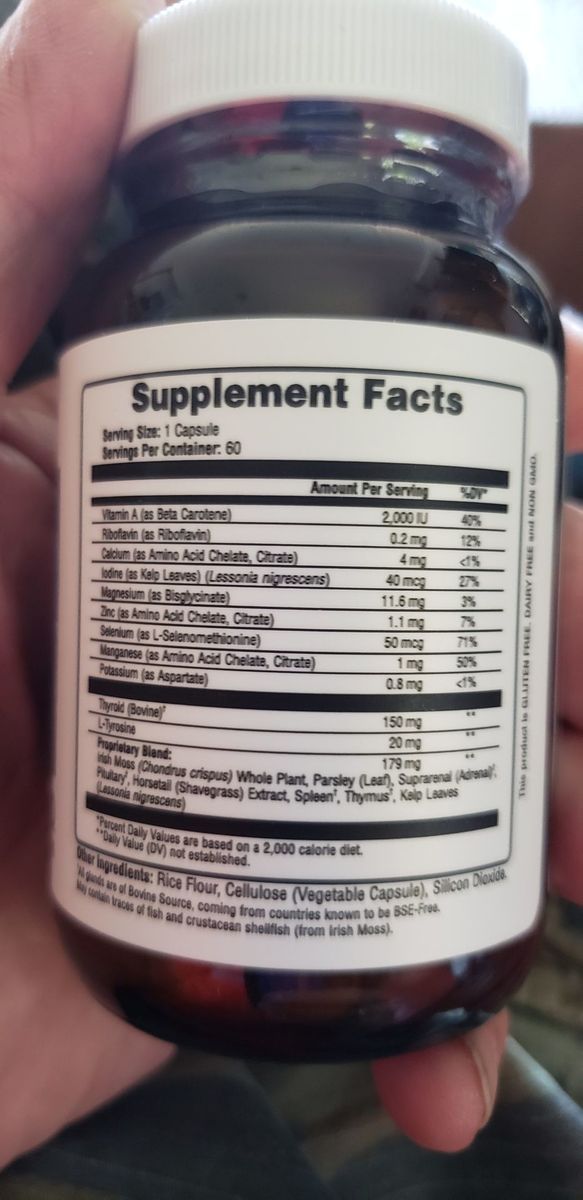 Supplement Facts
Serving Size: 1 Capsule
Servings Per Container: 60
Amount Per Serving %DV*
Vitamin A (as Beta Carotene) 2,000 IU 40%
Riboflavin (as Riboflavin) 0.2 mg 12%
Calcium (as Amino Acid Chelate, Citrate) 4 mg <1%
Iodine (as Kelp Leaves) (Lessonia nigrescens) 40 mcg 27%
Magnesium (as Bisglycinate) 11.6 mg 3%
Zinc (as Amino Acid Chelate, Citrate) 1.1 mg 7%
Selenium (as L-Selenomethionine) 50 mcg 71%
Manganese (as Amino Acid Chelate, Citrate) 1 mg 50%
Potassium (as Aspartate) 0.8 mg <1%
Thyroid (Bovine)† 150 mg **
L-Tyrosine 20 mg **
Proprietary Blend: 179 mg **
Irish Moss (Chondrus crispus) Whole Plant, Parsley (Leaf), Suprarenal (Adrenal)†,
Pituitary†, Horsetail (Shavegrass) Extract, Spleen†, Thymus†, Kelp Leaves
(Lessonia nigrescens)
*Percent Daily Values are based on a 2,000 calorie diet.
**Daily Value (DV) not established.
Other Ingredients: Rice Flour, Cellulose (Vegetable Capsule), Silicon Dioxide.
†All glands are of Bovine Source, coming from countries known to be BSE-Free.
May contain traces of fish and crustacean shellfish (from Irish Moss).
This product is GLUTEN FREE, DAIRY FREE and NON GMO.